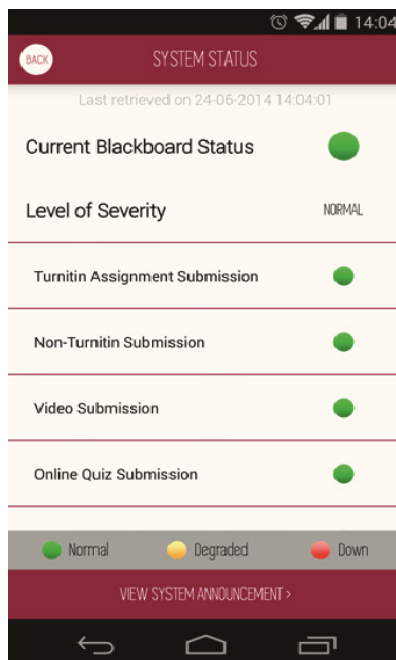 14:04
BACK
SYSTEM STATUS
Last retrieved on 24-06-2014 14:04:01
Current Blackboard Status
Level of Severity NORMAL
Turnitin Assignment Submission
Non-Turnitin Submission
Video Submission
Online Quiz Submission
Normal Degraded Down
VIEW SYSTEM ANNOUNCEMENT >